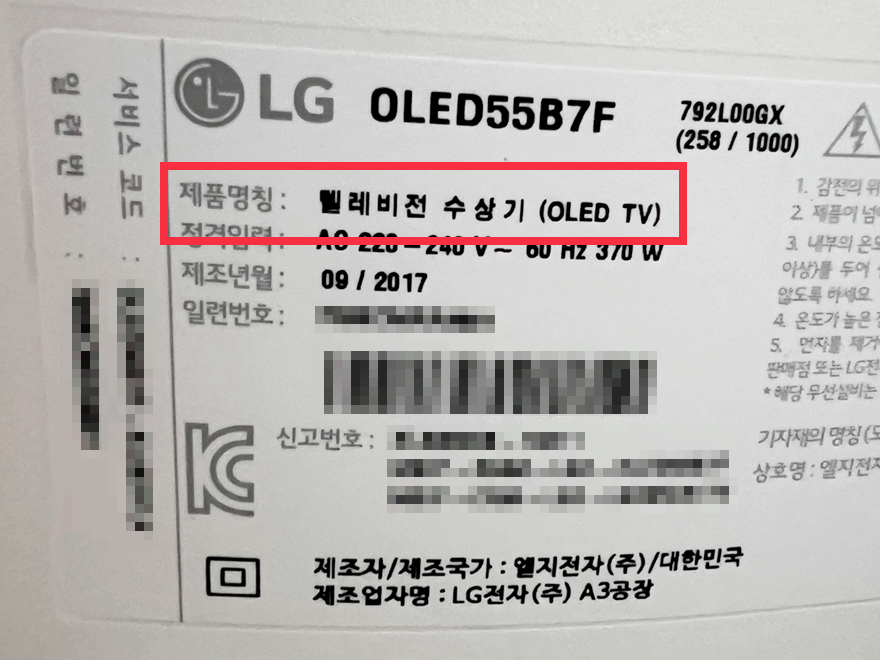 LG OLED55B7F 792L00GX
(258 / 1000)
제품명칭 : 텔레비전 수상기 (OLED TV)
정격입력 : AC 220 – 240 V~ 60 Hz 370 W
제조년월 : 09 / 2017
일련번호 :
신고번호 :
제조자/제조국가 : 엘지전자(주)/대한민국
제조업자명 : LG전자(주) A3공장
서비스 코드 :
일련번호 :
1. 감전의 위
2. 제품이 넘
3. 내부의 온도
이상)를 두어
않도록 하세요
4. 온도가 높은
5. 먼지를 제거
판매점 또는 LG전
*해당 무선설비는
기자재의 명칭(모
상호명 : 엘지전자